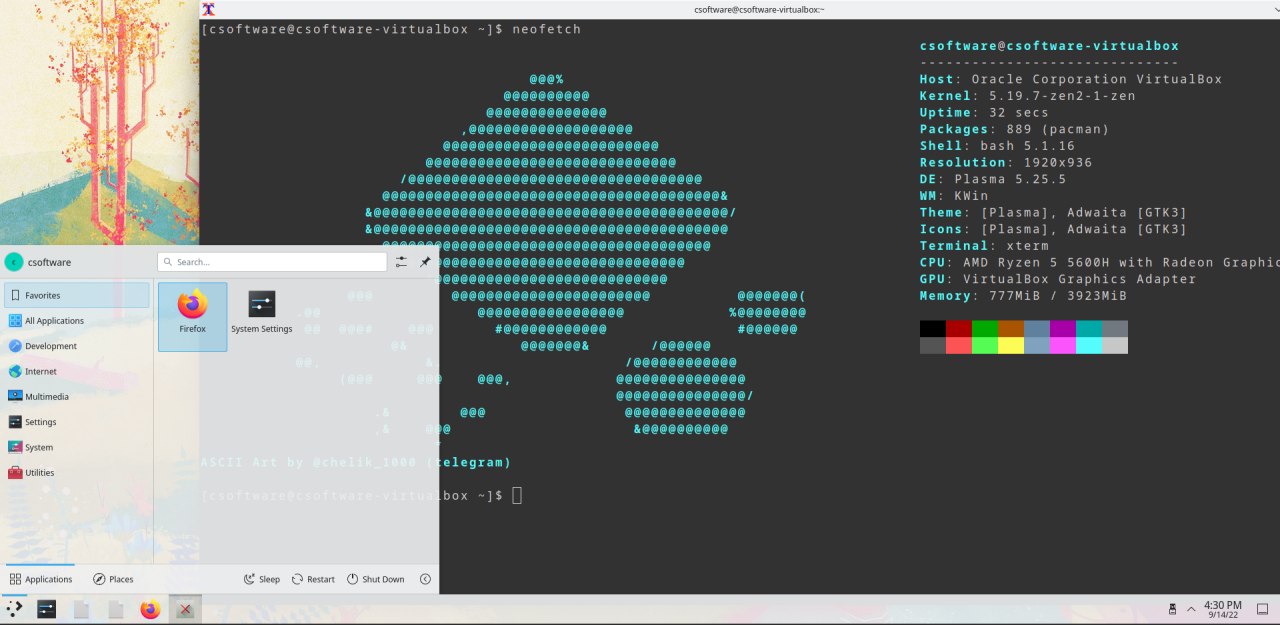 csoftware@csoftware-virtualbox:~
[csoftware@csoftware-virtualbox ~]$ neofetch
@@@%
@@@@@@@@@@
@@@@@@@@@@@@@@
,@@@@@@@@@@@@@@@@@@@
@@@@@@@@@@@@@@@@@@@@@@@@@
@@@@@@@@@@@@@@@@@@@@@@@@@@@@@
/@@@@@@@@@@@@@@@@@@@@@@@@@@@@@@@@@@
@@@@@@@@@@@@@@@@@@@@@@@@@@@@@@@@@@@@@@@&
&@@@@@@@@@@@@@@@@@@@@@@@@@@@@@@@@@@@@@@@@@/
&@@@@@@@@@@@@@@@@@@@@@@@@@@@@@@@@@@@@@@@@@
csoftware@csoftware-virtualbox
------------------------------
Host: Oracle Corporation VirtualBox
Kernel: 5.19.7-zen2-1-zen
Uptime: 32 secs
Packages: 889 (pacman)
Shell: bash 5.1.16
Resolution: 1920x936
DE: Plasma 5.25.5
WM: KWin
Theme: [Plasma], Adwaita [GTK3]
Icons: [Plasma], Adwaita [GTK3]
Terminal: xterm
CPU: AMD Ryzen 5 5600H with Radeon Graphic
GPU: VirtualBox Graphics Adapter
Memory: 777MiB / 3923MiB
ASCII Art by @chelik_1000 (telegram)
[csoftware@csoftware-virtualbox ~]$
csoftware
Search...
Favorites
All Applications
Development
Internet
Multimedia
Settings
System
Utilities
Firefox
System Settings
Applications
Places
Sleep
Restart
Shut Down
4:30 PM
9/14/22